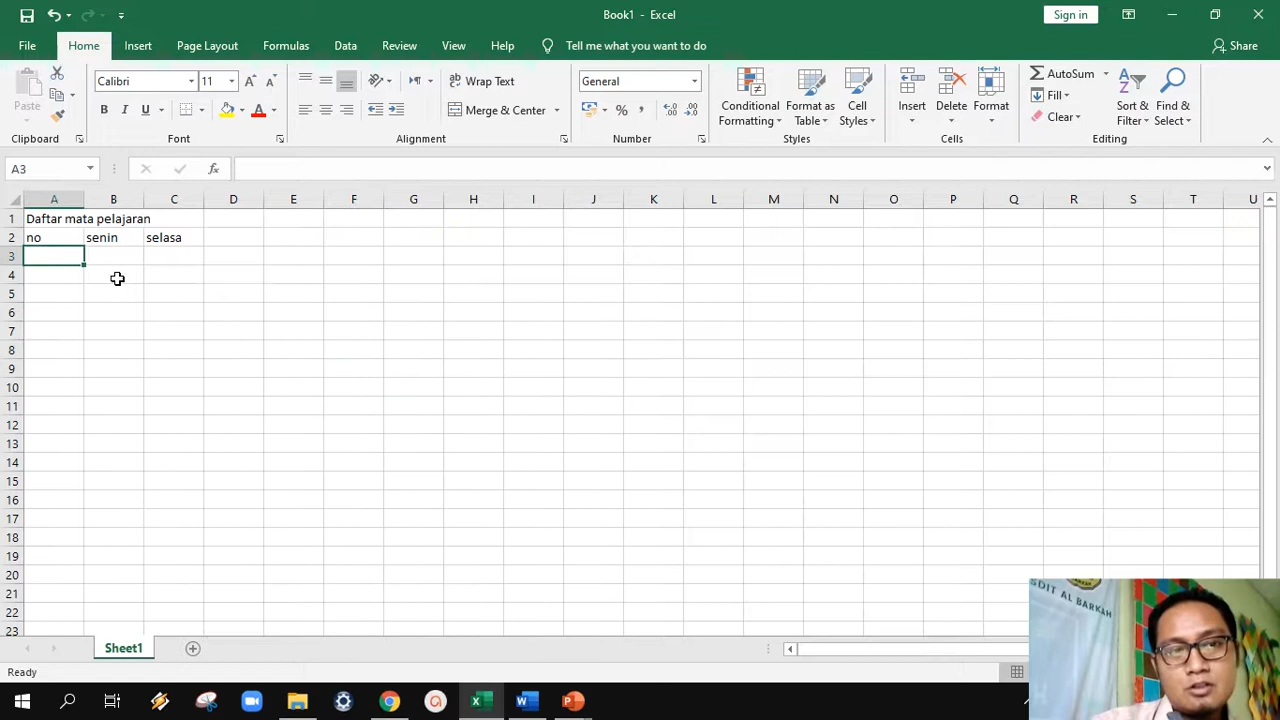 Book1 - Excel
Sign in
File Home Insert Page Layout Formulas Data Review View Help Tell me what you want to do Share
Paste
Calibri 11
B I U
A
Wrap Text
Merge & Center
General
%
Conditional Formatting
Format as Table
Cell Styles
Insert
Delete
Format
AutoSum
Fill
Clear
Sort & Filter
Find & Select
Clipboard Font Alignment Number Styles Cells Editing
A3 fx
A B C D E F G H I J K L M N O P Q R S T U
1 Daftar mata pelajaran
2 no senin selasa
3
4
5
6
7
8
9
10
11
12
13
14
15
16
17
18
19
20
21
22
23
SDIT AL BARKAH
Sheet1
Ready